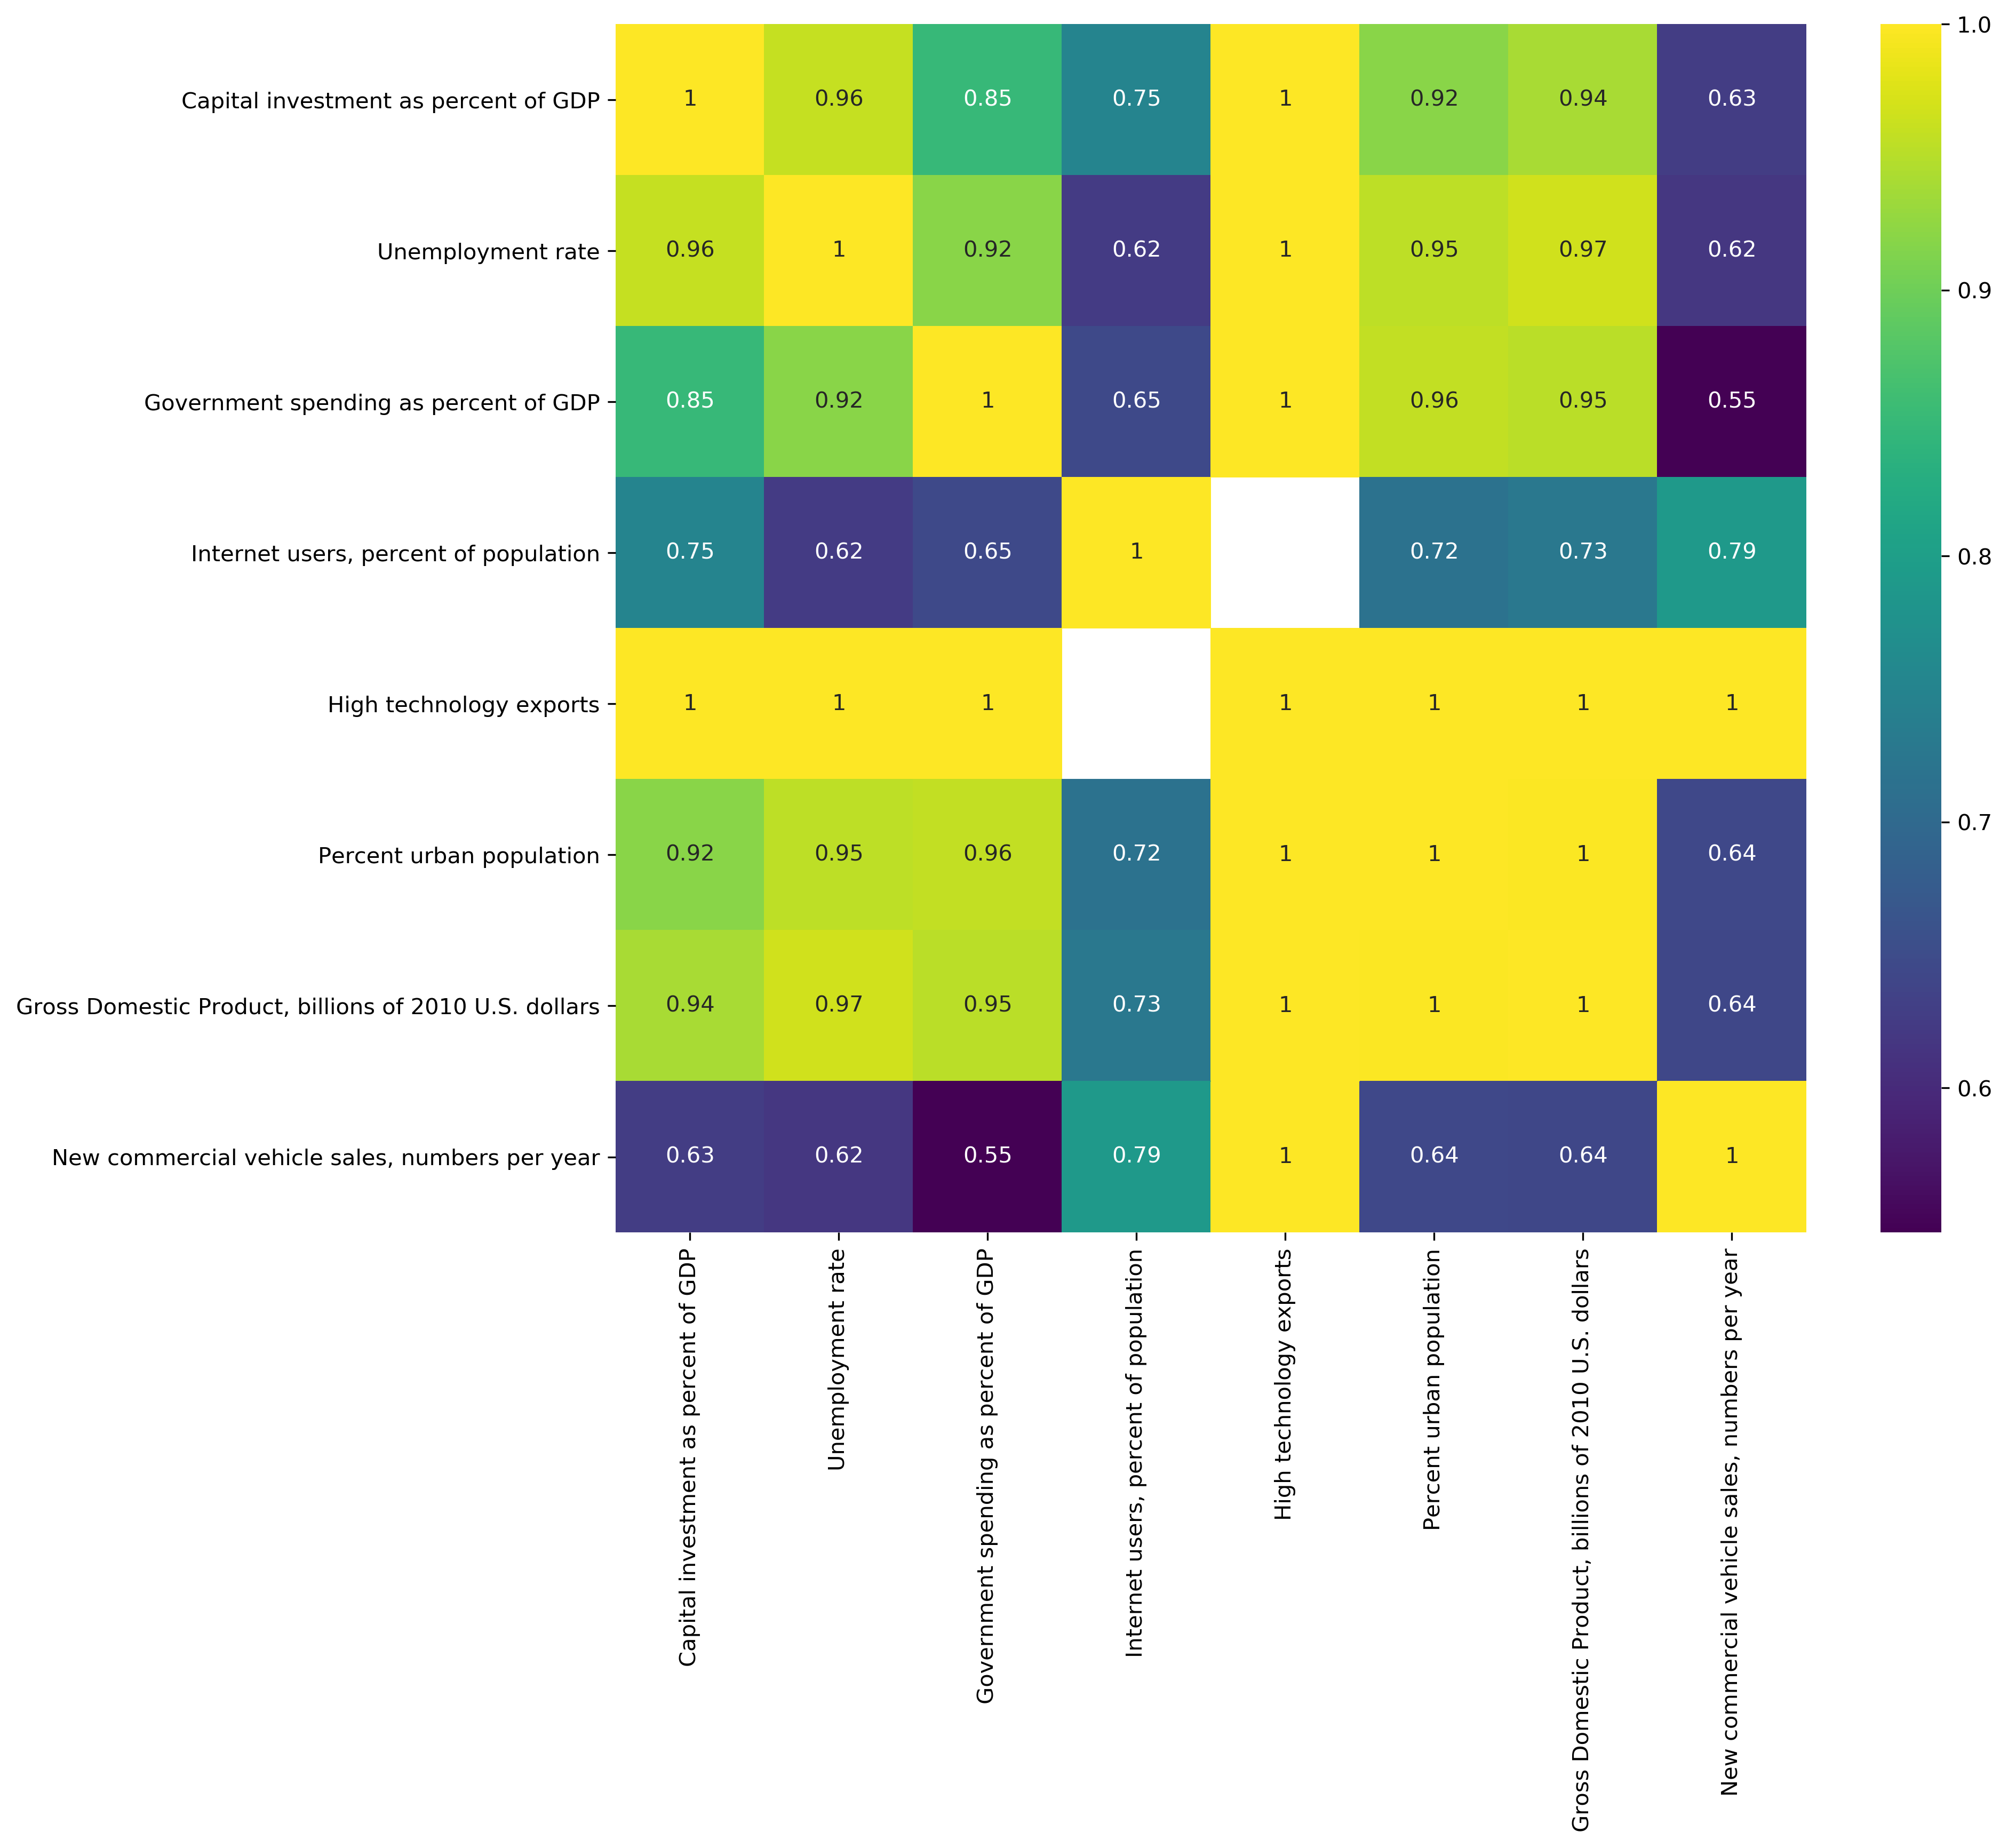 Capital investment as percent of GDP 1 0.96 0.85 0.75 1 0.92 0.94 0.63
Unemployment rate 0.96 1 0.92 0.62 1 0.95 0.97 0.62
Government spending as percent of GDP 0.85 0.92 1 0.65 1 0.96 0.95 0.55
Internet users, percent of population 0.75 0.62 0.65 1 0.72 0.73 0.79
High technology exports 1 1 1 1 1 1 1
Percent urban population 0.92 0.95 0.96 0.72 1 1 1 0.64
Gross Domestic Product, billions of 2010 U.S. dollars 0.94 0.97 0.95 0.73 1 1 1 0.64
New commercial vehicle sales, numbers per year 0.63 0.62 0.55 0.79 1 0.64 0.64 1
Capital investment as percent of GDP
Unemployment rate
Government spending as percent of GDP
Internet users, percent of population
High technology exports
Percent urban population
Gross Domestic Product, billions of 2010 U.S. dollars
New commercial vehicle sales, numbers per year
1.0
0.9
0.8
0.7
0.6